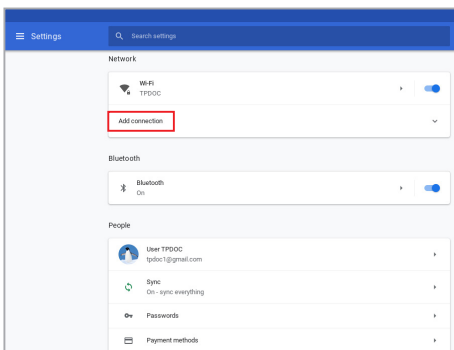 Settings
Search settings
Network
Wi-Fi
TPDOC
Add connection
Bluetooth
Bluetooth
On
People
User TPDOC
tpdoc1@gmail.com
Sync
On - sync everything
Passwords
Payment methods